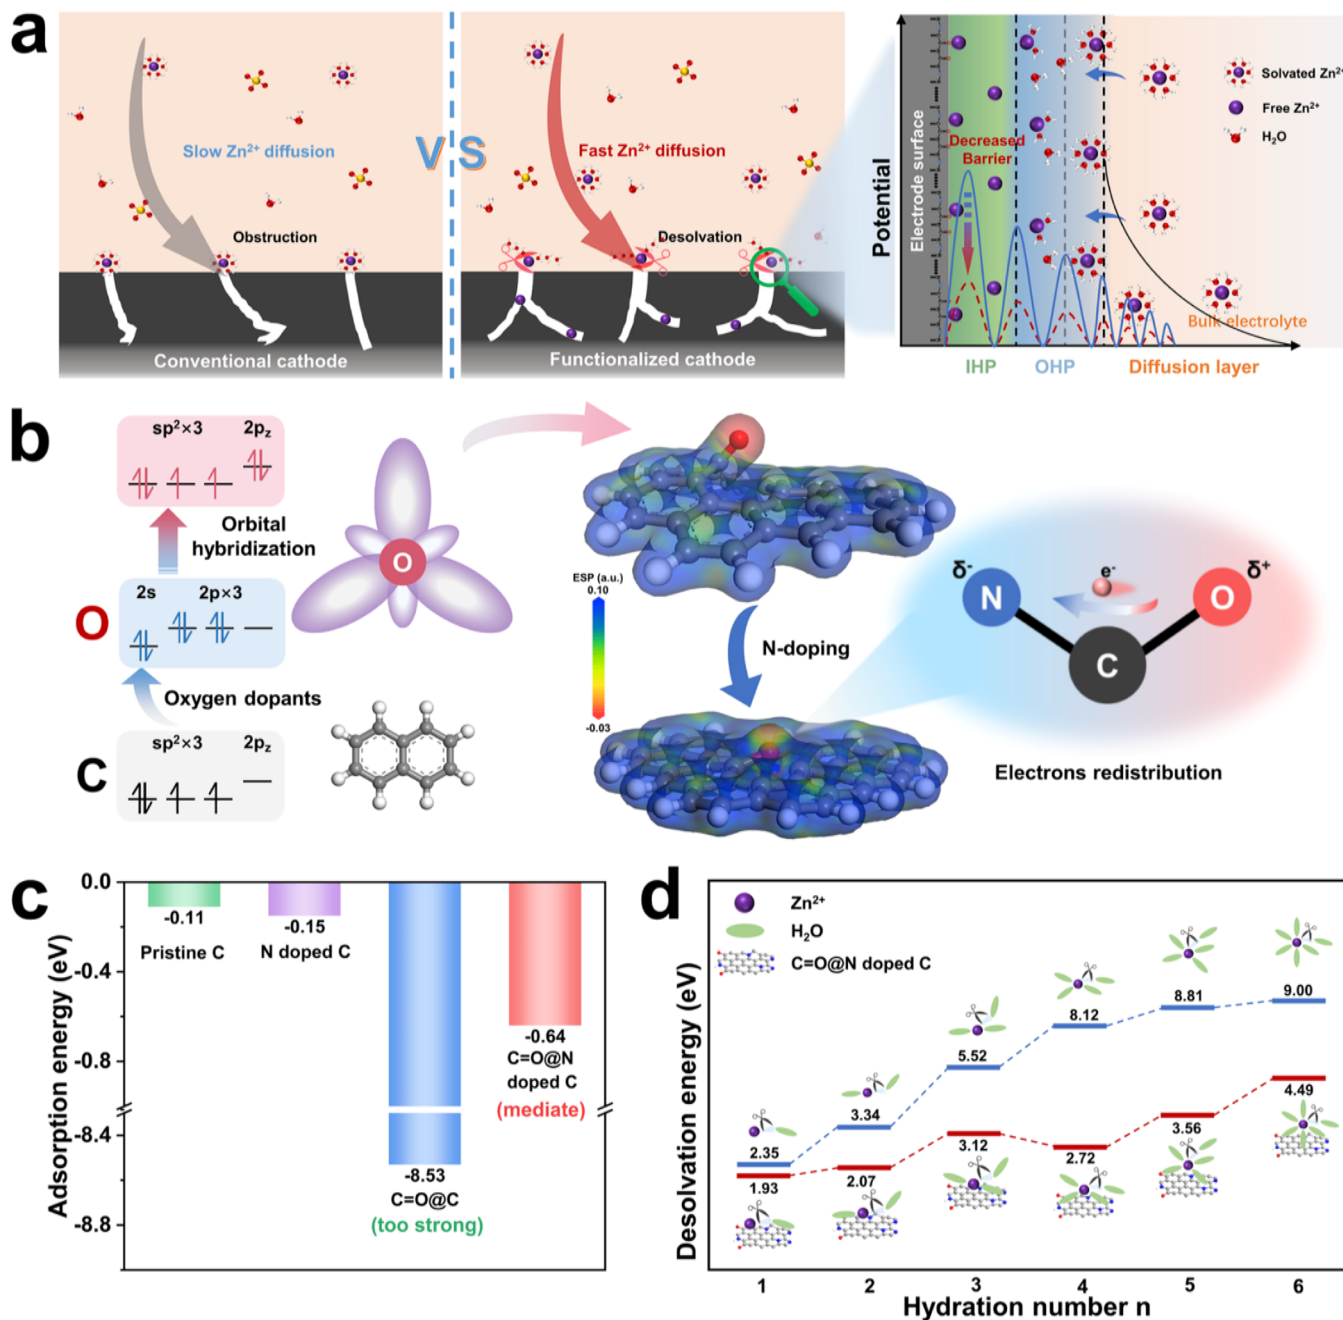 a
Slow Zn²⁺ diffusion
Obstruction
Conventional cathode
VS
Fast Zn²⁺ diffusion
Desolvation
Functionalized cathode
Potential
Electrode surface
Decreased
Barrier
Solvated Zn²⁺
Free Zn²⁺
H₂O
Bulk electrolyte
IHP
OHP
Diffusion layer
b
sp²×3
2p_z
Orbital
hybridization
O
2s
2p×3
Oxygen dopants
C
sp²×3
2p_z
O
ESP (a.u.)
0.10
-0.03
N-doping
δ⁻
N
e⁻
C
O
δ⁺
Electrons redistribution
c
Adsorption energy (eV)
0.0
-0.4
-0.8
-8.4
-8.8
-0.11
Pristine C
-0.15
N doped C
-8.53
C=O@C
(too strong)
-0.64
C=O@N
doped C
(mediate)
d
Desolvation energy (eV)
Zn²⁺
H₂O
C=O@N doped C
2.35
3.34
5.52
8.12
8.81
9.00
1.93
2.07
3.12
2.72
3.56
4.49
1 2 3 4 5 6
Hydration number n